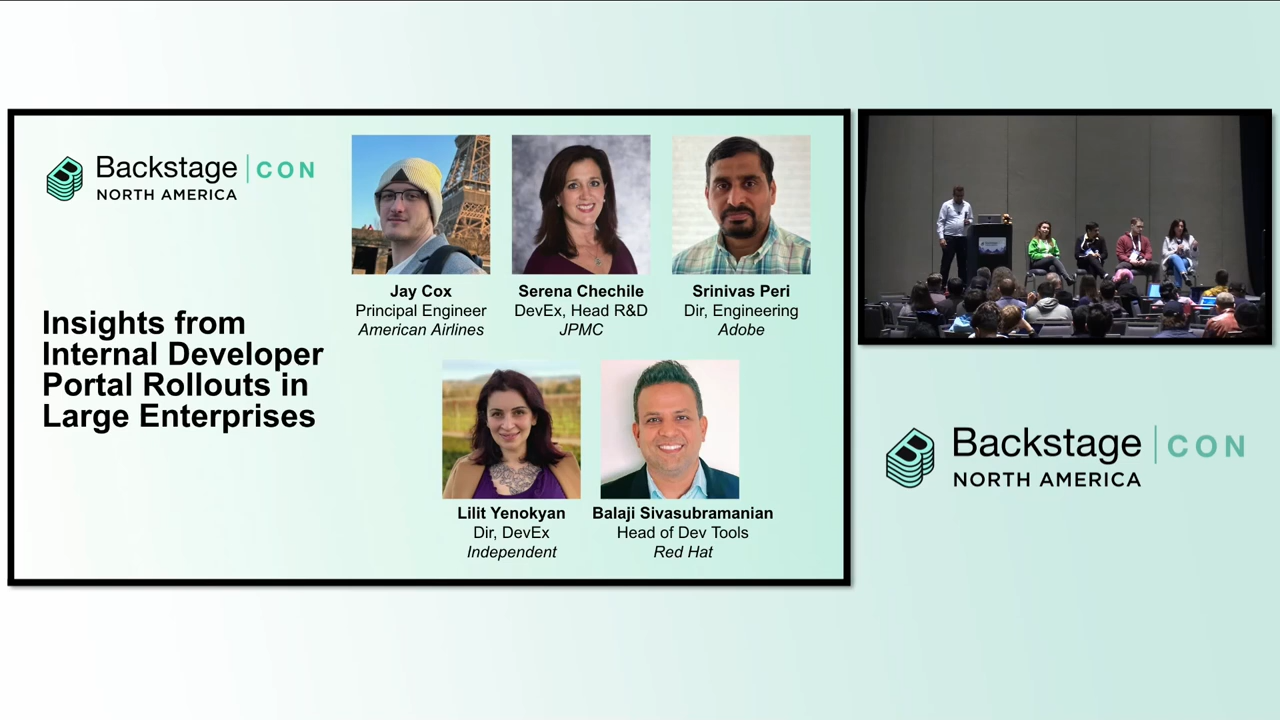 Backstage | CON
NORTH AMERICA
Insights from
Internal Developer
Portal Rollouts in
Large Enterprises
Jay Cox
Principal Engineer
American Airlines
Serena Chechile
DevEx, Head R&D
JPMC
Srinivas Peri
Dir, Engineering
Adobe
Lilit Yenokyan
Dir, DevEx
Independent
Balaji Sivasubramanian
Head of Dev Tools
Red Hat
Backstage | CON
NORTH AMERICA